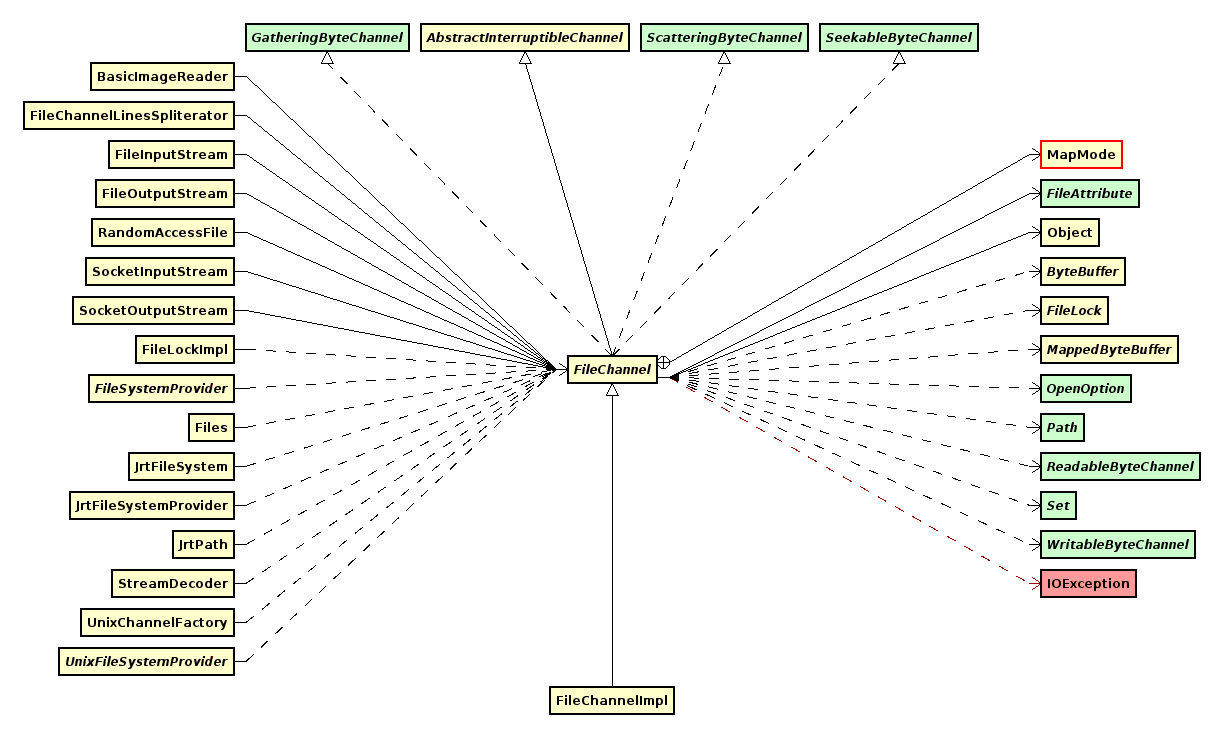 GatheringByteChannel
AbstractInterruptibleChannel
ScatteringByteChannel
SeekableByteChannel
BasicImageReader
FileChannelLinesSpliterator
FileInputStream
FileOutputStream
RandomAccessFile
SocketInputStream
SocketOutputStream
FileLockImpl
FileSystemProvider
Files
JrtFileSystem
JrtFileSystemProvider
JrtPath
StreamDecoder
UnixChannelFactory
UnixFileSystemProvider
FileChannel
MapMode
FileAttribute
Object
ByteBuffer
FileLock
MappedByteBuffer
OpenOption
Path
ReadableByteChannel
Set
WritableByteChannel
IOException
FileChannelImpl